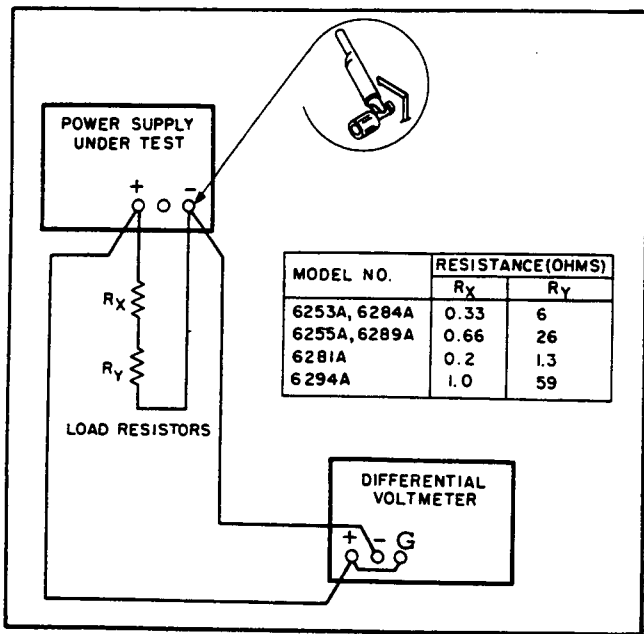 POWER SUPPLY
UNDER TEST
+ -
RX
RY
LOAD RESISTORS
MODEL NO. RESISTANCE(OHMS)
RX RY
6253A, 6284A 0.33 6
6255A, 6289A 0.66 26
6281A 0.2 1.3
6294A 1.0 59
DIFFERENTIAL
VOLTMETER
+ - G